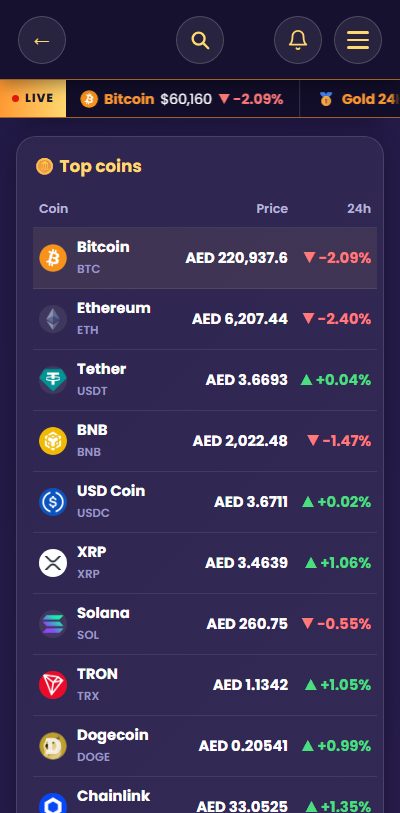 ←
LIVE Bitcoin $60,160 ▼ −2.09% Gold 24
Top coins
Coin Price 24h
Bitcoin AED 220,937.6 ▼ −2.09%
BTC
Ethereum AED 6,207.44 ▼ −2.40%
ETH
Tether AED 3.6693 ▲ +0.04%
USDT
BNB AED 2,022.48 ▼ −1.47%
BNB
USD Coin AED 3.6711 ▲ +0.02%
USDC
XRP AED 3.4639 ▲ +1.06%
XRP
Solana AED 260.75 ▼ −0.55%
SOL
TRON AED 1.1342 ▲ +1.05%
TRX
Dogecoin AED 0.20541 ▲ +0.99%
DOGE
Chainlink AED 33.0525 ▲ +1.35%